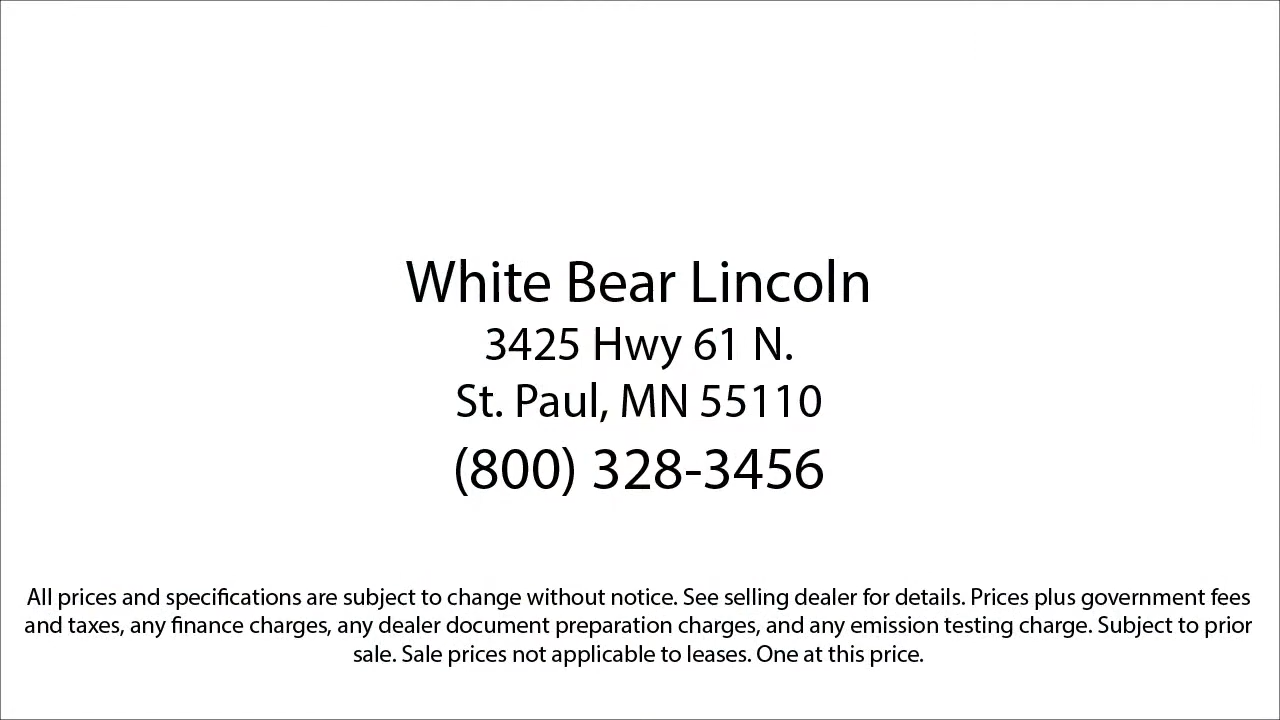 White Bear Lincoln
3425 Hwy 61 N.
St. Paul, MN 55110
(800) 328-3456
All prices and specifications are subject to change without notice. See selling dealer for details. Prices plus government fees
and taxes, any finance charges, any dealer document preparation charges, and any emission testing charge. Subject to prior
sale. Sale prices not applicable to leases. One at this price.